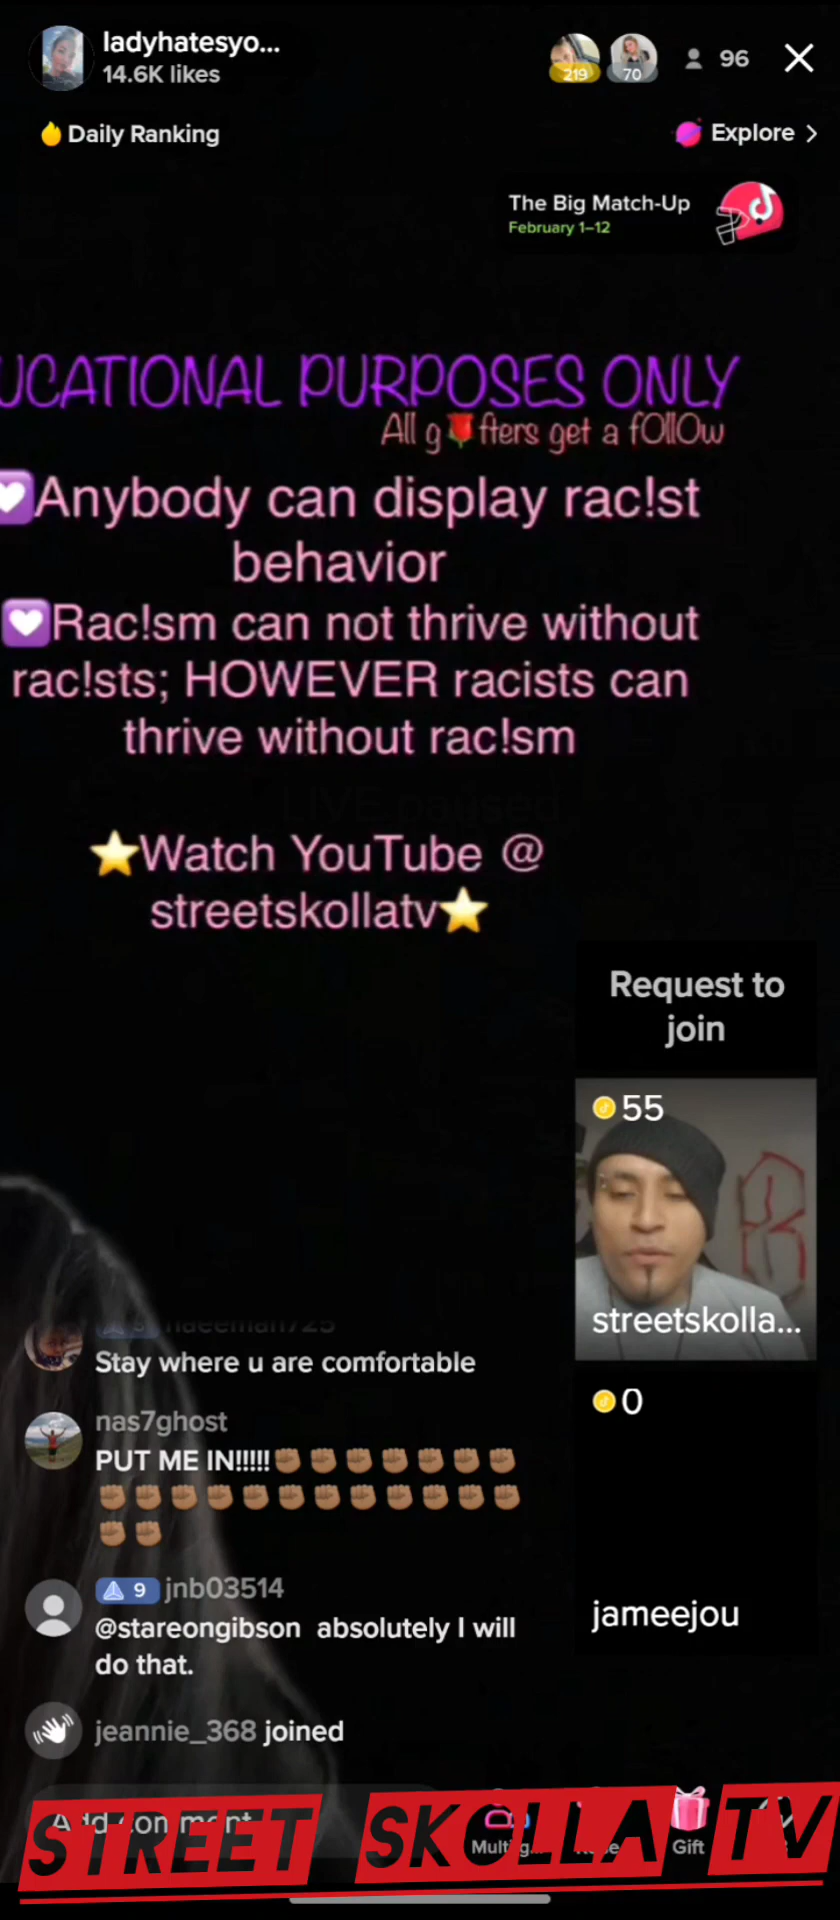 ladyhatesyo...
14.6K likes
219
70
96
Daily Ranking
Explore >
The Big Match-Up
February 1–12
UCATIONAL PURPOSES ONLY
All g🌹fters get a fOllOw
💟Anybody can display rac!st
behavior
💟Rac!sm can not thrive without
rac!sts; HOWEVER racists can
thrive without rac!sm
LIVE paused
⭐Watch YouTube @
streetskollatv⭐
Request to
join
55
streetskolla...
Stay where u are comfortable
0
nas7ghost
PUT ME IN!!!!!✊🏽✊🏽✊🏽✊🏽✊🏽✊🏽✊🏽
✊🏽✊🏽✊🏽✊🏽✊🏽✊🏽✊🏽✊🏽✊🏽✊🏽✊🏽✊🏽
✊🏽✊🏽
9 jnb03514
@stareongibson absolutely I will
do that.
jameejou
jeannie_368 joined
Add comment
Gift
STREET SKOLLA TV